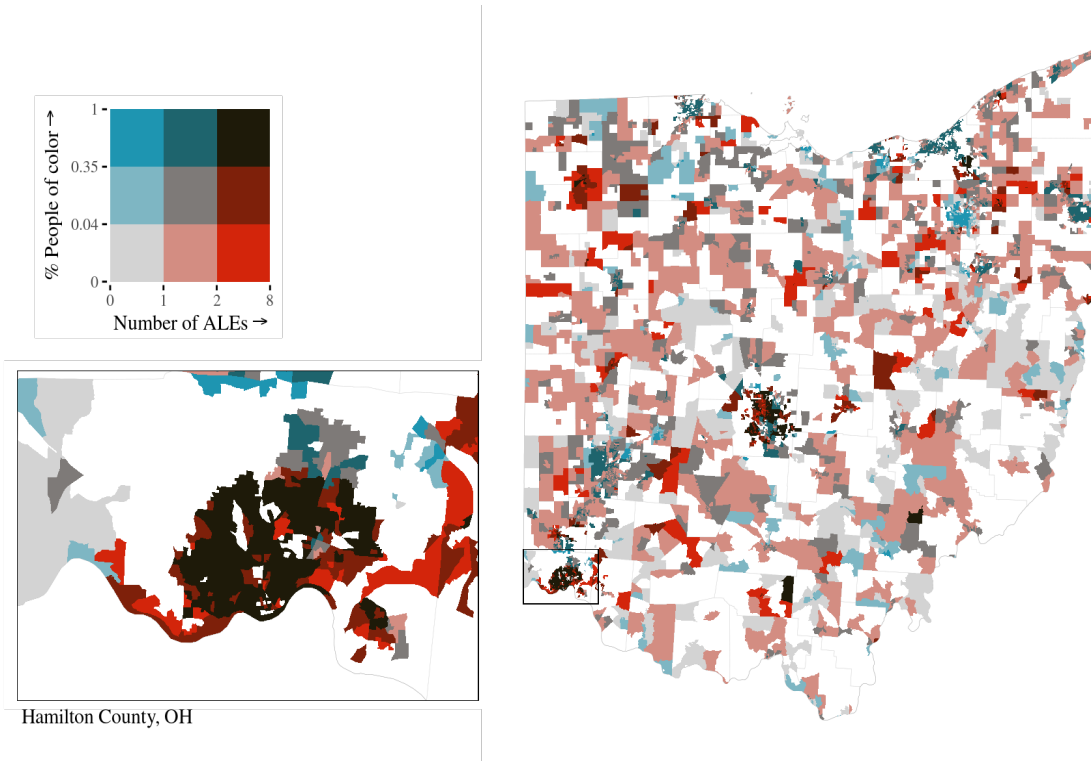 % People of color →
1
0.35
0.04
0
0
1
2
8
Number of ALEs →
Hamilton County, OH